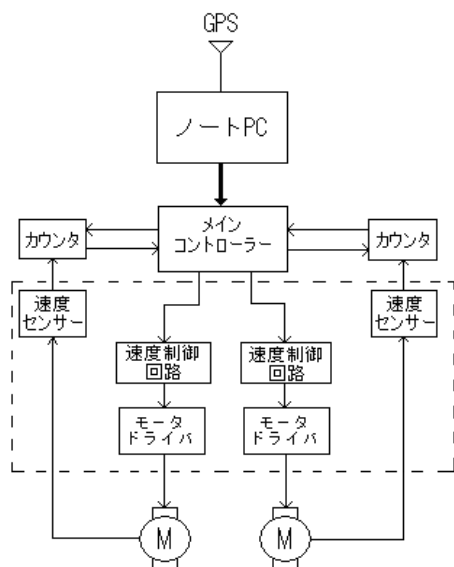 GPS
ノートPC
メイン
コントローラー
カウンタ
カウンタ
速度
センサー
速度
センサー
速度制御
回路
速度制御
回路
モータ
ドライバ
モータ
ドライバ
M
M